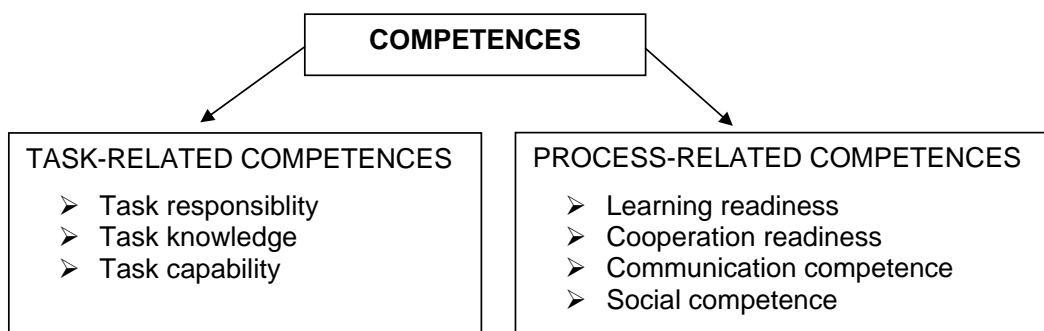 COMPETENCES
TASK-RELATED COMPETENCES
➢ Task responsiblity
➢ Task knowledge
➢ Task capability
PROCESS-RELATED COMPETENCES
➢ Learning readiness
➢ Cooperation readiness
➢ Communication competence
➢ Social competence